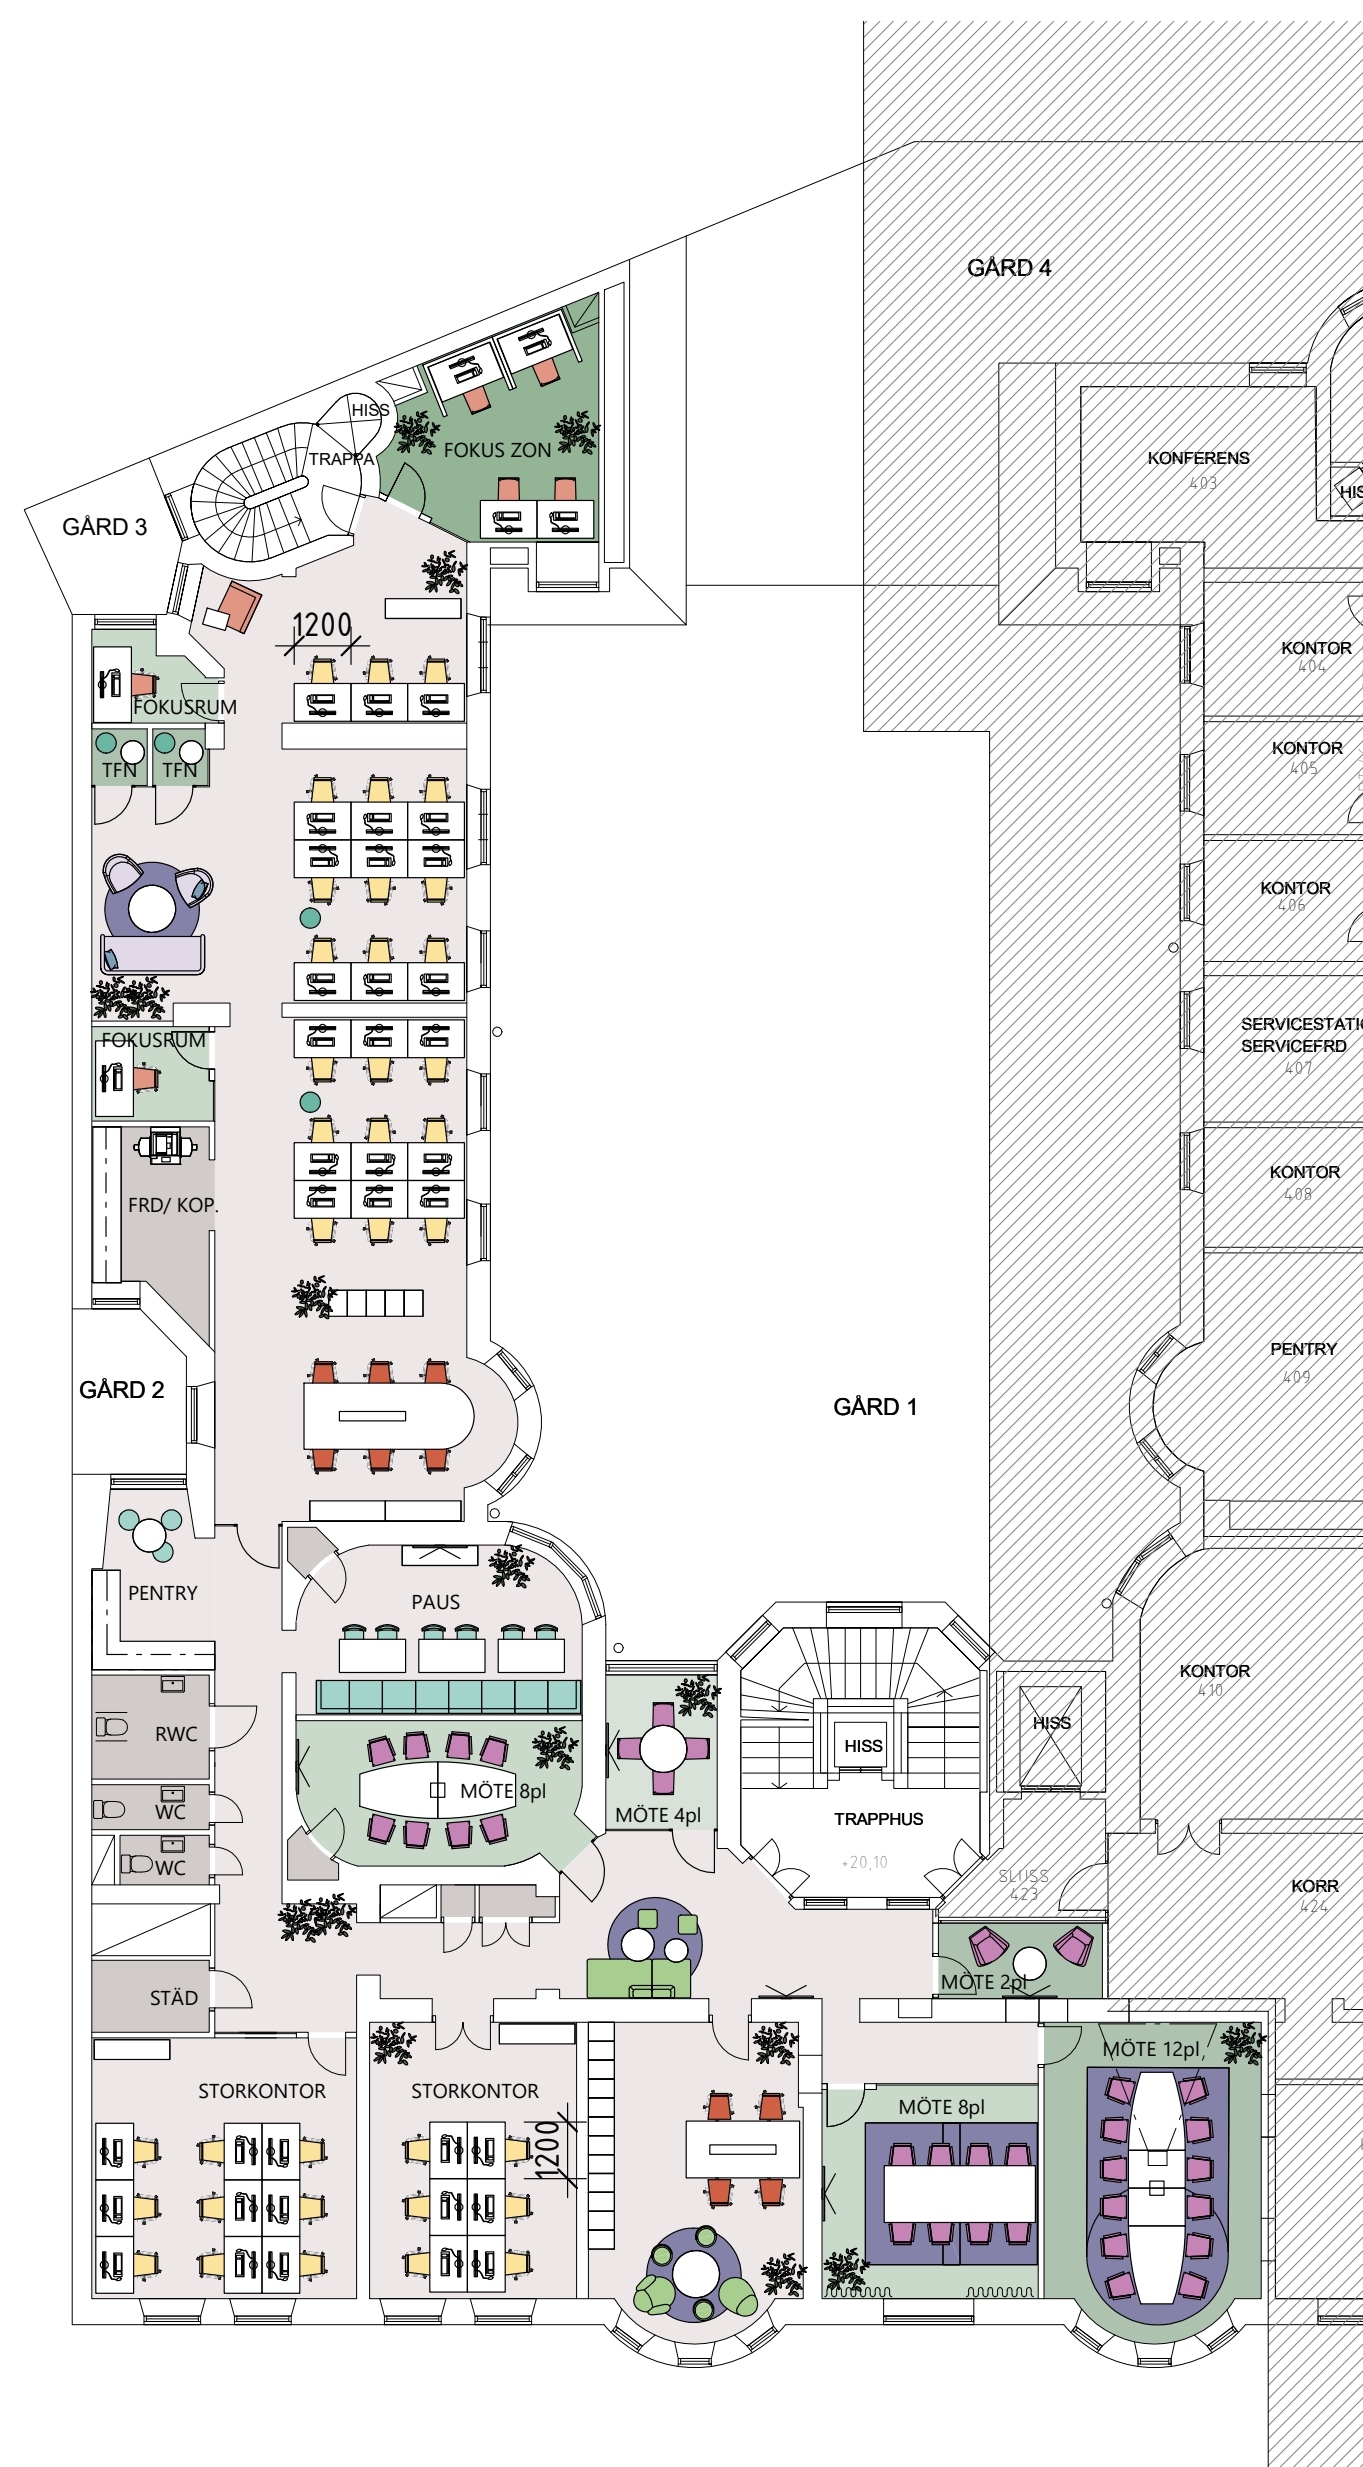 GÅRD 4
HISS
FOKUS ZON
TRAPPA
KONFERENS
403
GÅRD 3
1200
KONTOR
404
FOKUSRUM
KONTOR
405
TFN
TFN
KONTOR
406
SERVICESTATIO
SERVICEFRD
407
FOKUSRUM
KONTOR
408
FRD/ KOP.
PENTRY
409
GÅRD 2
GÅRD 1
PENTRY
PAUS
KONTOR
410
RWC
HISS
HISS
MÖTE 8pl
WC
MÖTE 4pl
TRAPPHUS
+20,10
WC
SLUSS
423
KORR
424
MÖTE 2pl
STÄD
MÖTE 12pl
STORKONTOR
STORKONTOR
MÖTE 8pl
1200